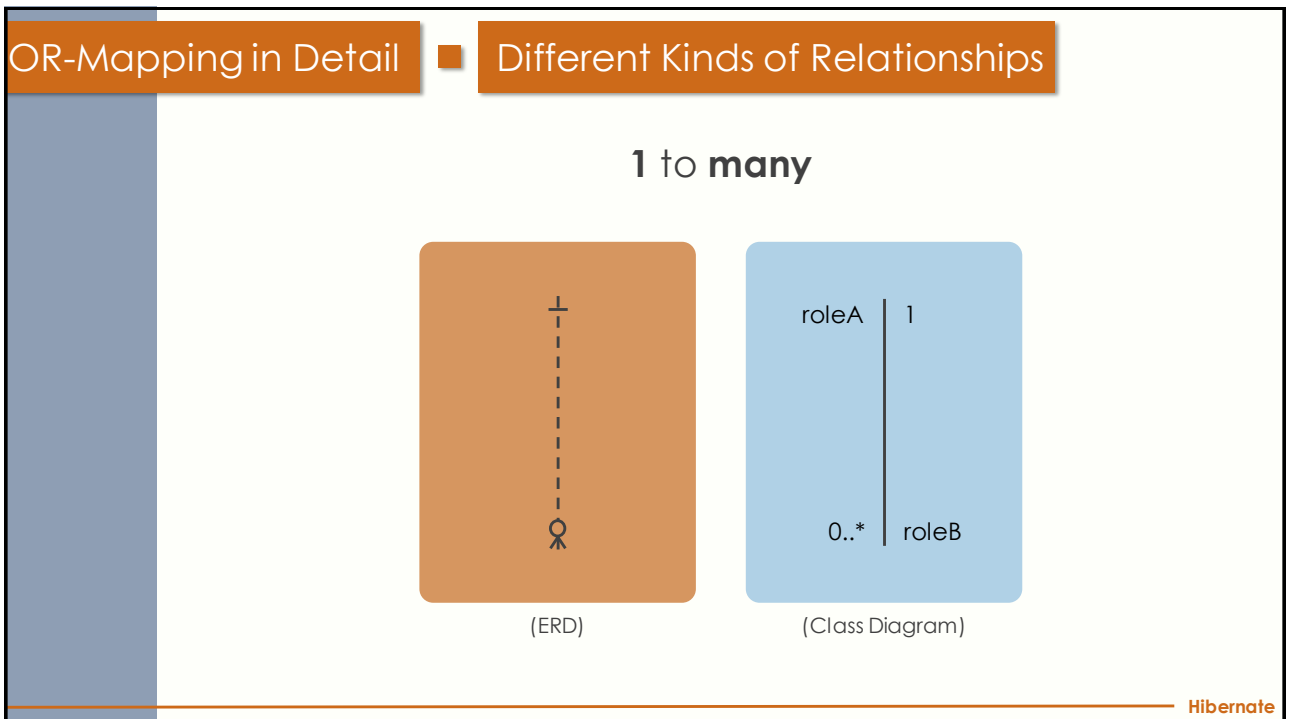 OR-Mapping in Detail
Different Kinds of Relationships
1 to many
roleA 1
0..* roleB
(ERD)
(Class Diagram)
Hibernate